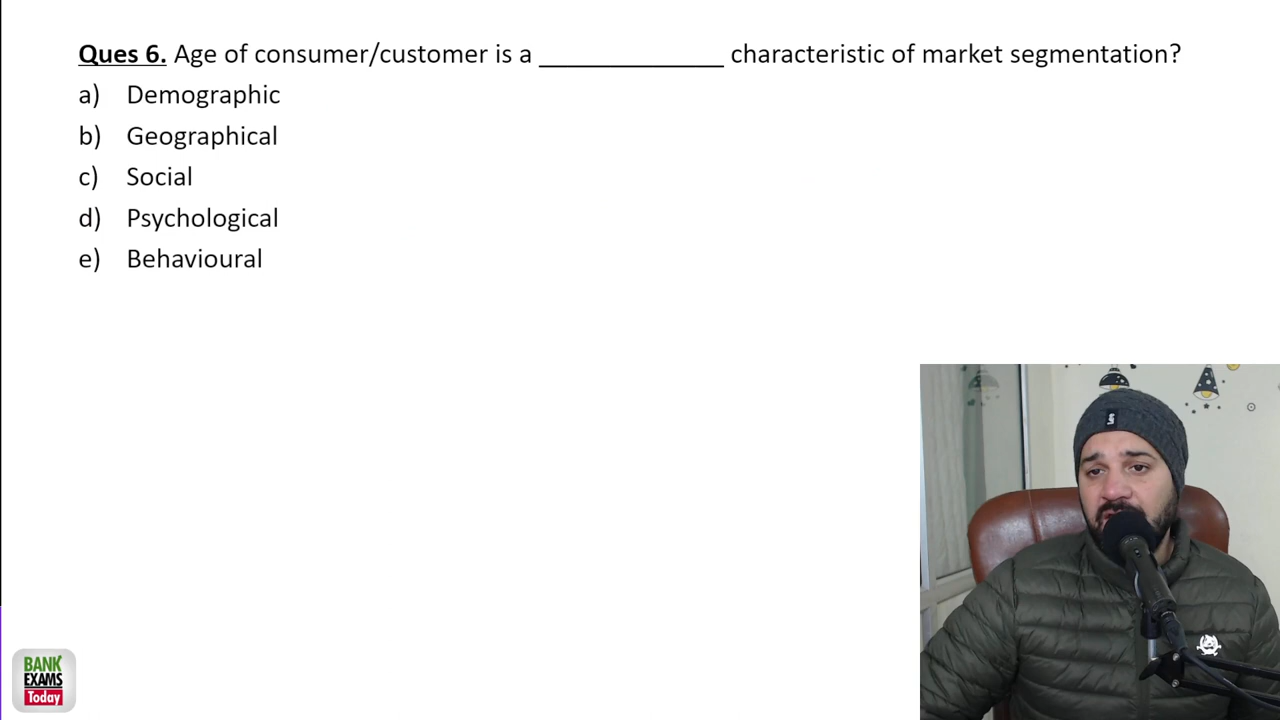 Ques 6. Age of consumer/customer is a _____________ characteristic of market segmentation?
a) Demographic
b) Geographical
c) Social
d) Psychological
e) Behavioural
BANK
EXAMS
Today